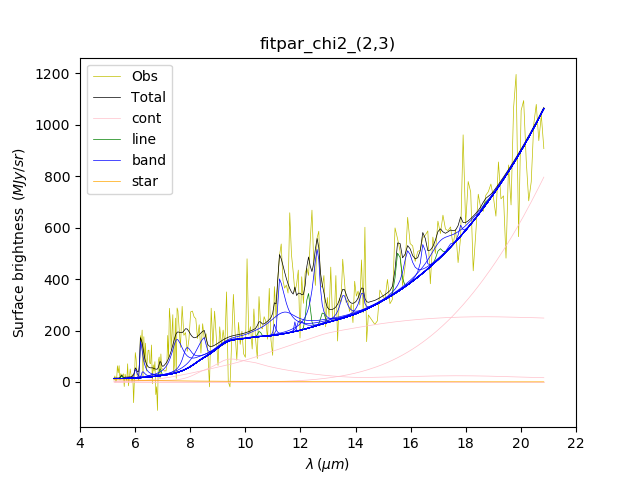 fitpar_chi2_(2,3)
Surface brightness (MJy/sr)
1200
1000
800
600
400
200
0
Obs
Total
cont
line
band
star
4 6 8 10 12 14 16 18 20 22
λ (μm)